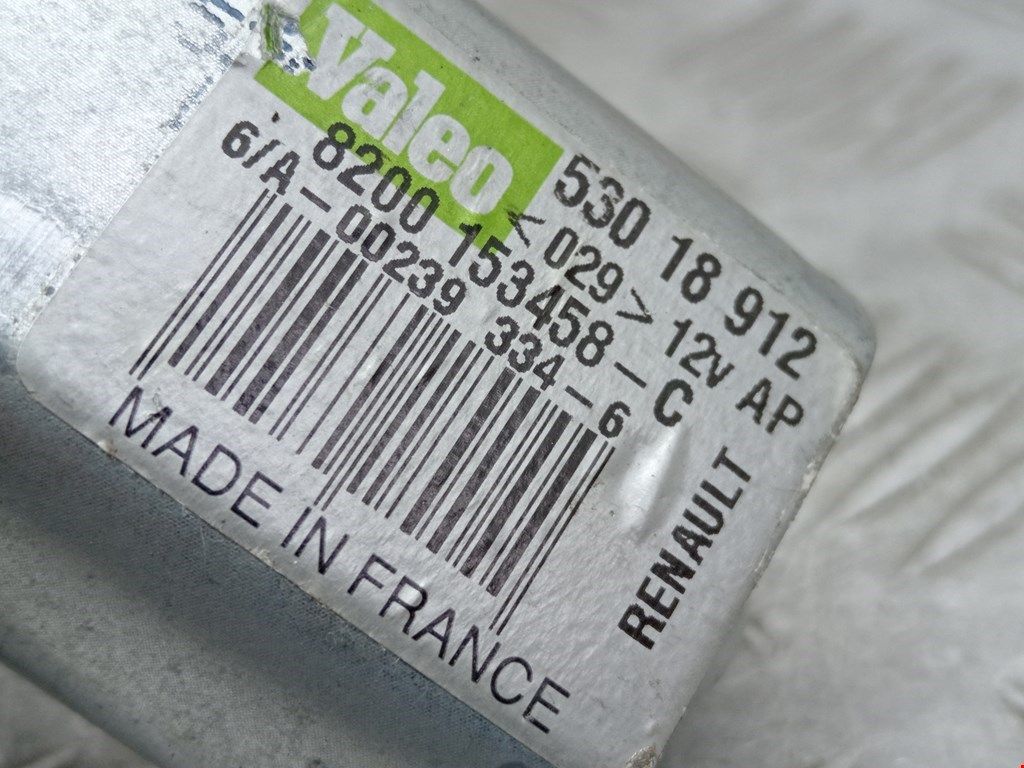 Valeo
530 18 912
< 029 > 12v AP
8200 153458-C
6/A-00239 334-6
RENAULT
MADE IN FRANCE